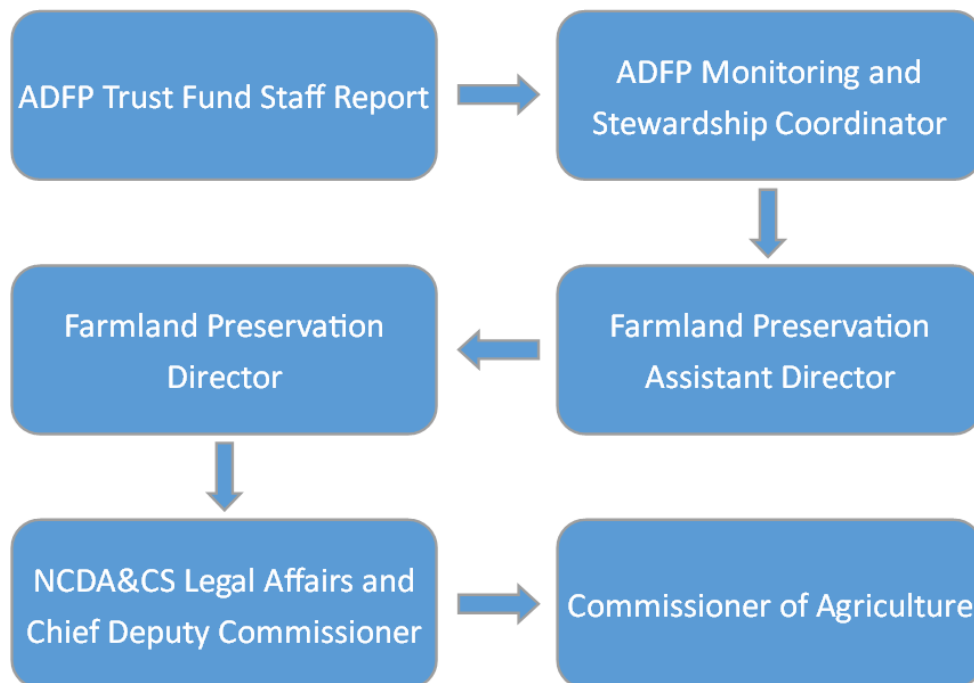 ADFP Trust Fund Staff Report
ADFP Monitoring and
Stewardship Coordinator
Farmland Preservation
Director
Farmland Preservation
Assistant Director
NCDA&CS Legal Affairs and
Chief Deputy Commissioner
Commissioner of Agriculture